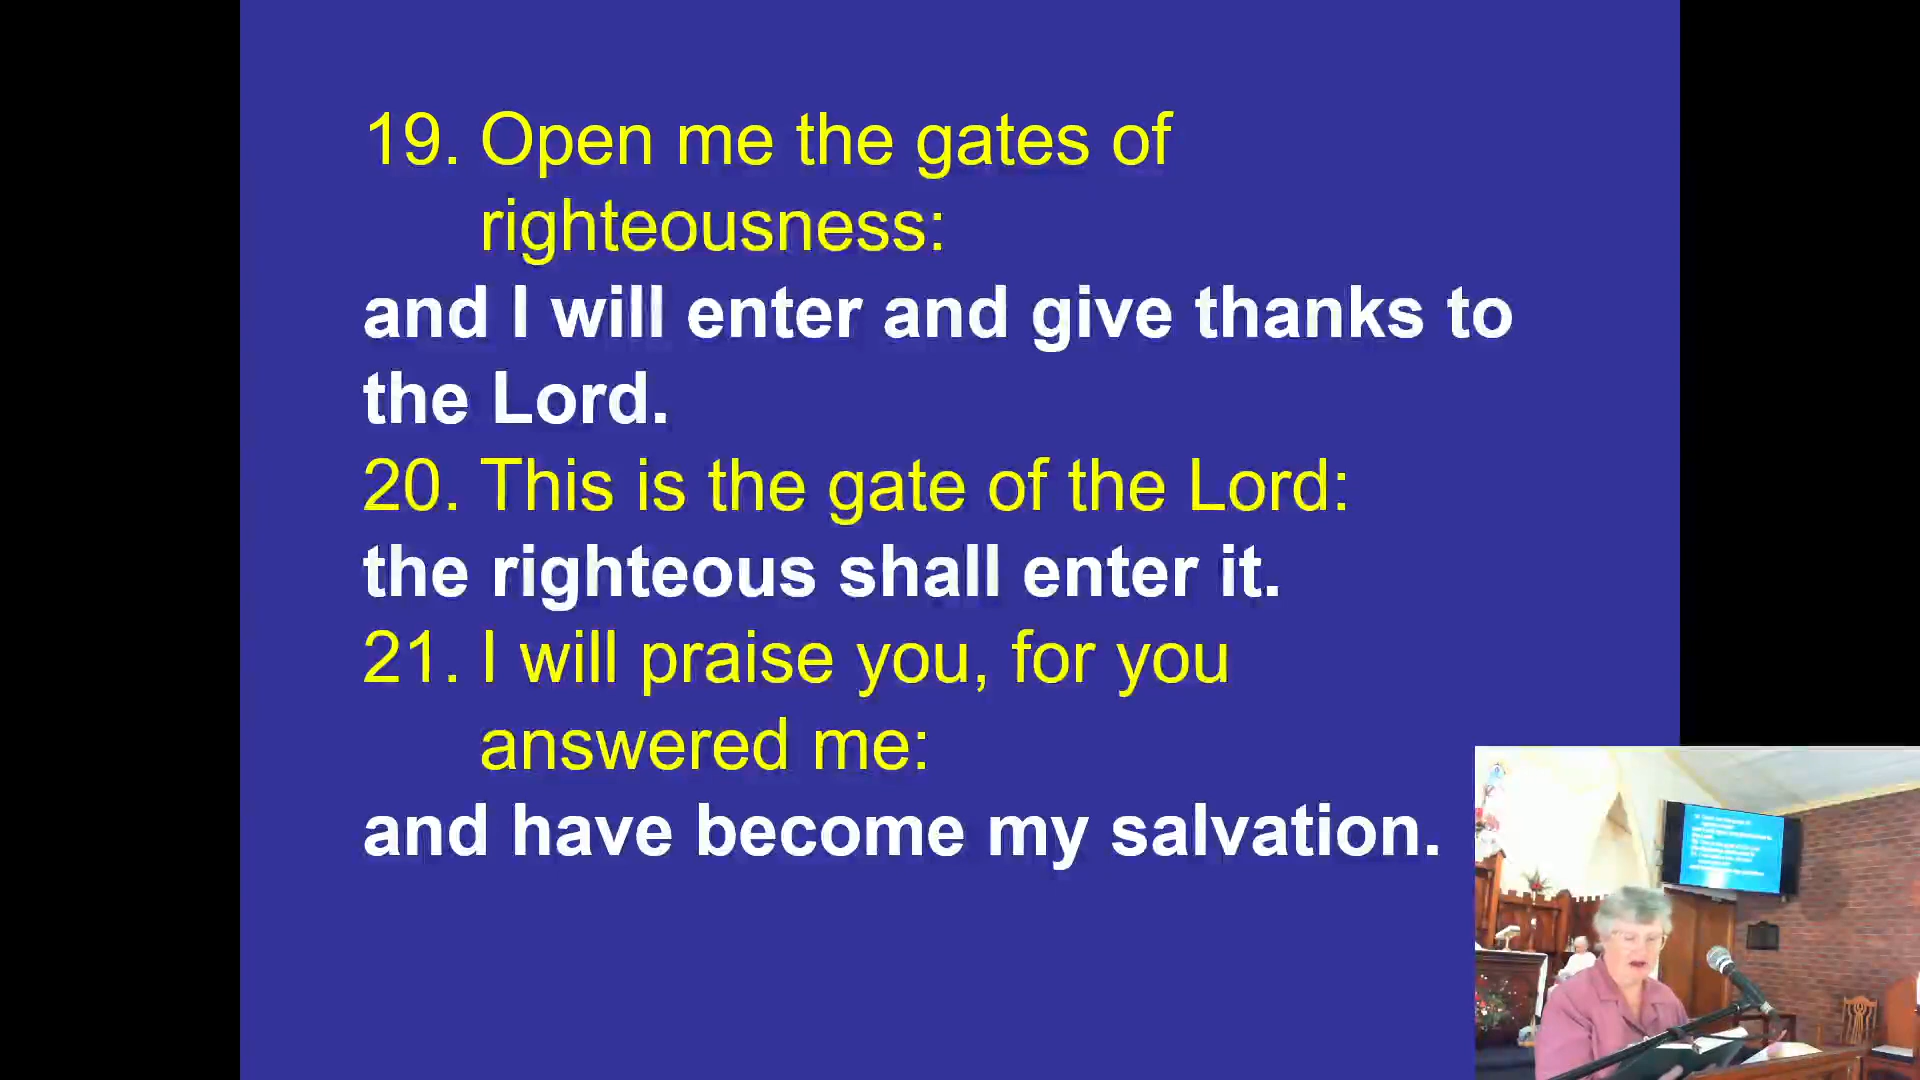 19. Open me the gates of
righteousness:
and I will enter and give thanks to
the Lord.
20. This is the gate of the Lord:
the righteous shall enter it.
21. I will praise you, for you
answered me:
and have become my salvation.